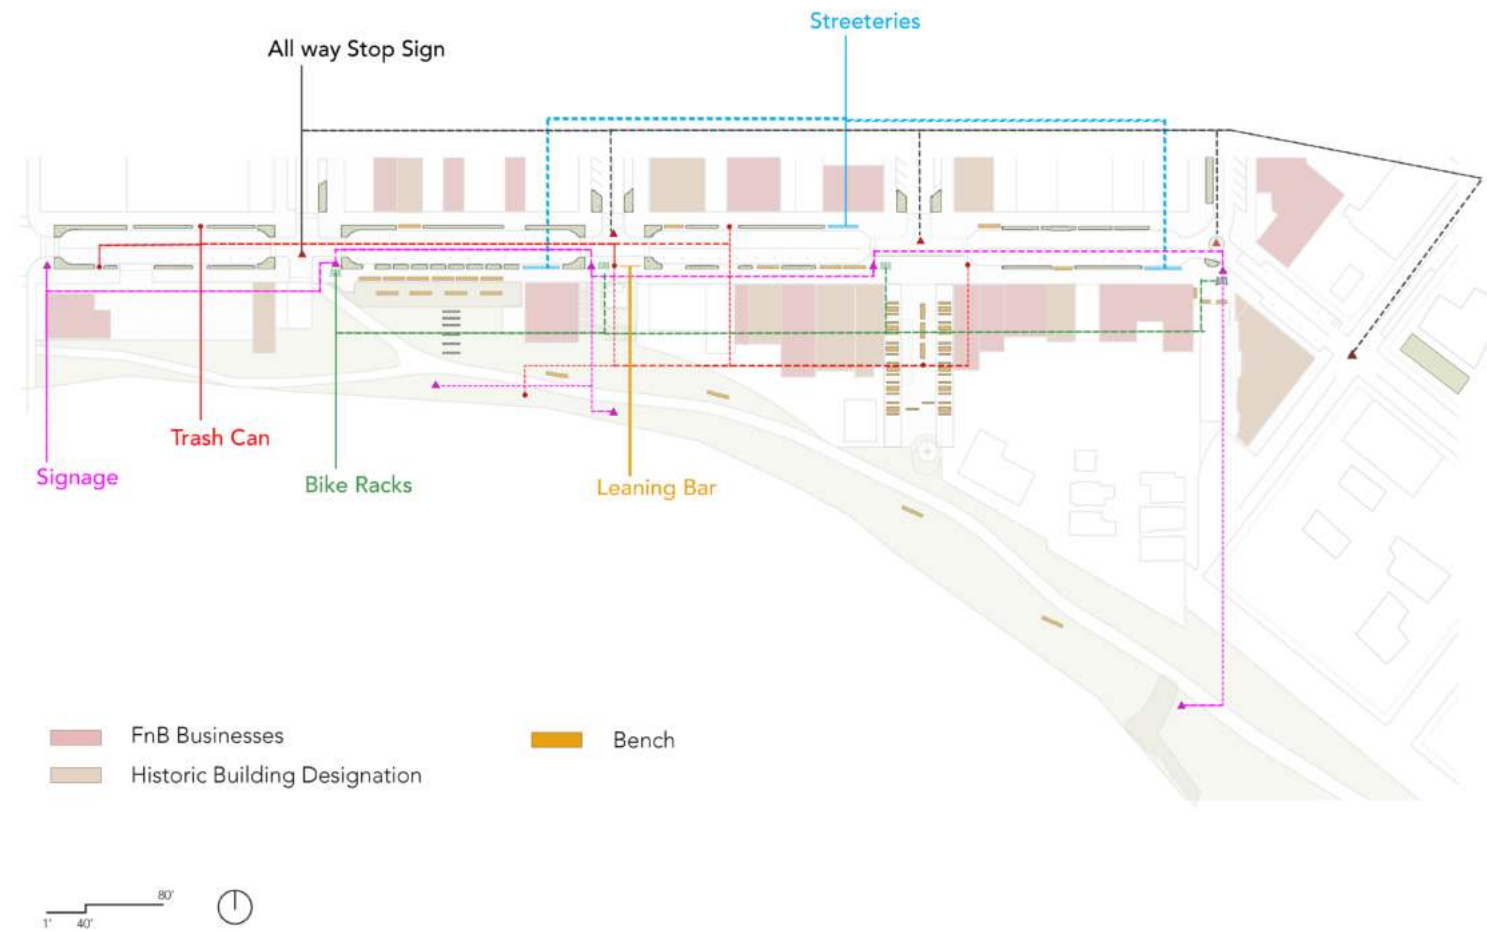 Streeteries
All way Stop Sign
Trash Can
Signage
Bike Racks
Leaning Bar
FnB Businesses
Bench
Historic Building Designation
80'
1' 40'